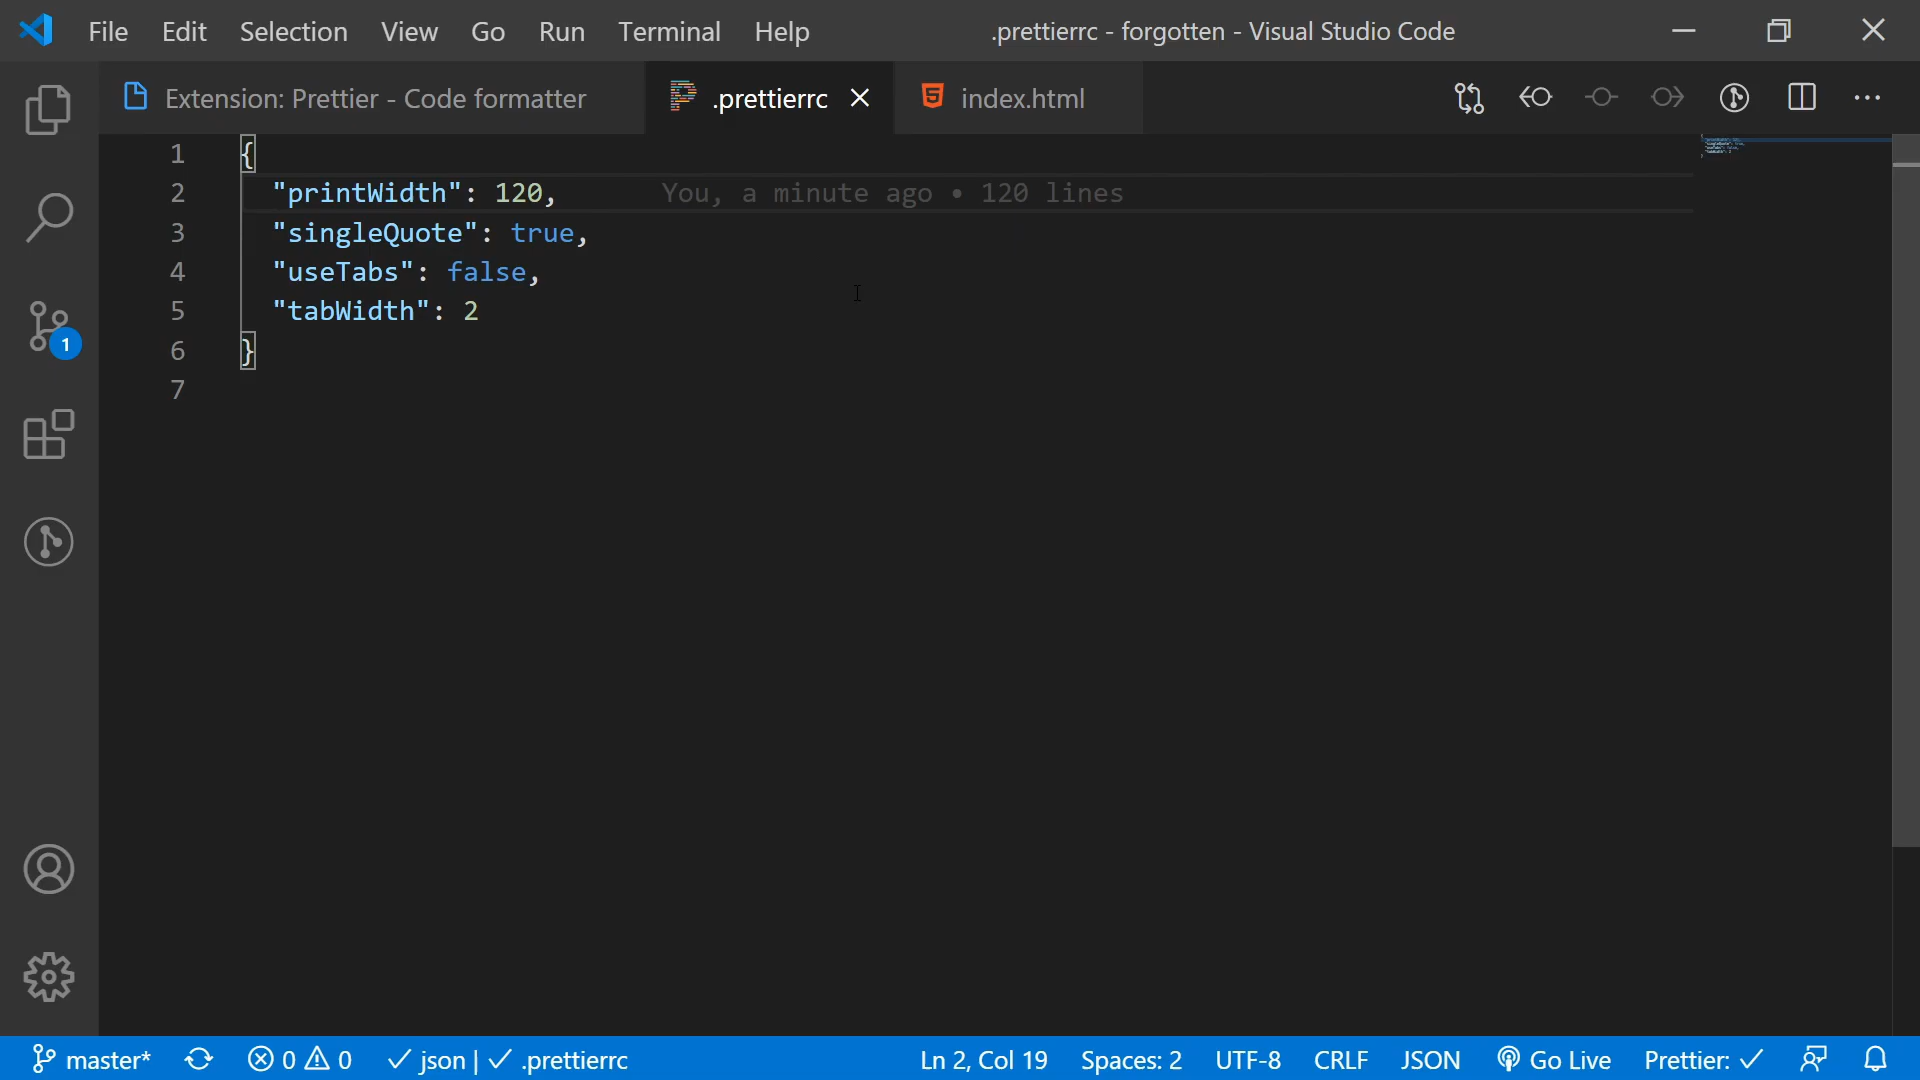 File Edit Selection View Go Run Terminal Help .prettierrc - forgotten - Visual Studio Code
Extension: Prettier - Code formatter .prettierrc index.html
1 {
2 "printWidth": 120, You, a minute ago • 120 lines
3 "singleQuote": true,
4 "useTabs": false,
5 "tabWidth": 2
6 }
7
1
master* 0 0 json | .prettierrc Ln 2, Col 19 Spaces: 2 UTF-8 CRLF JSON Go Live Prettier: